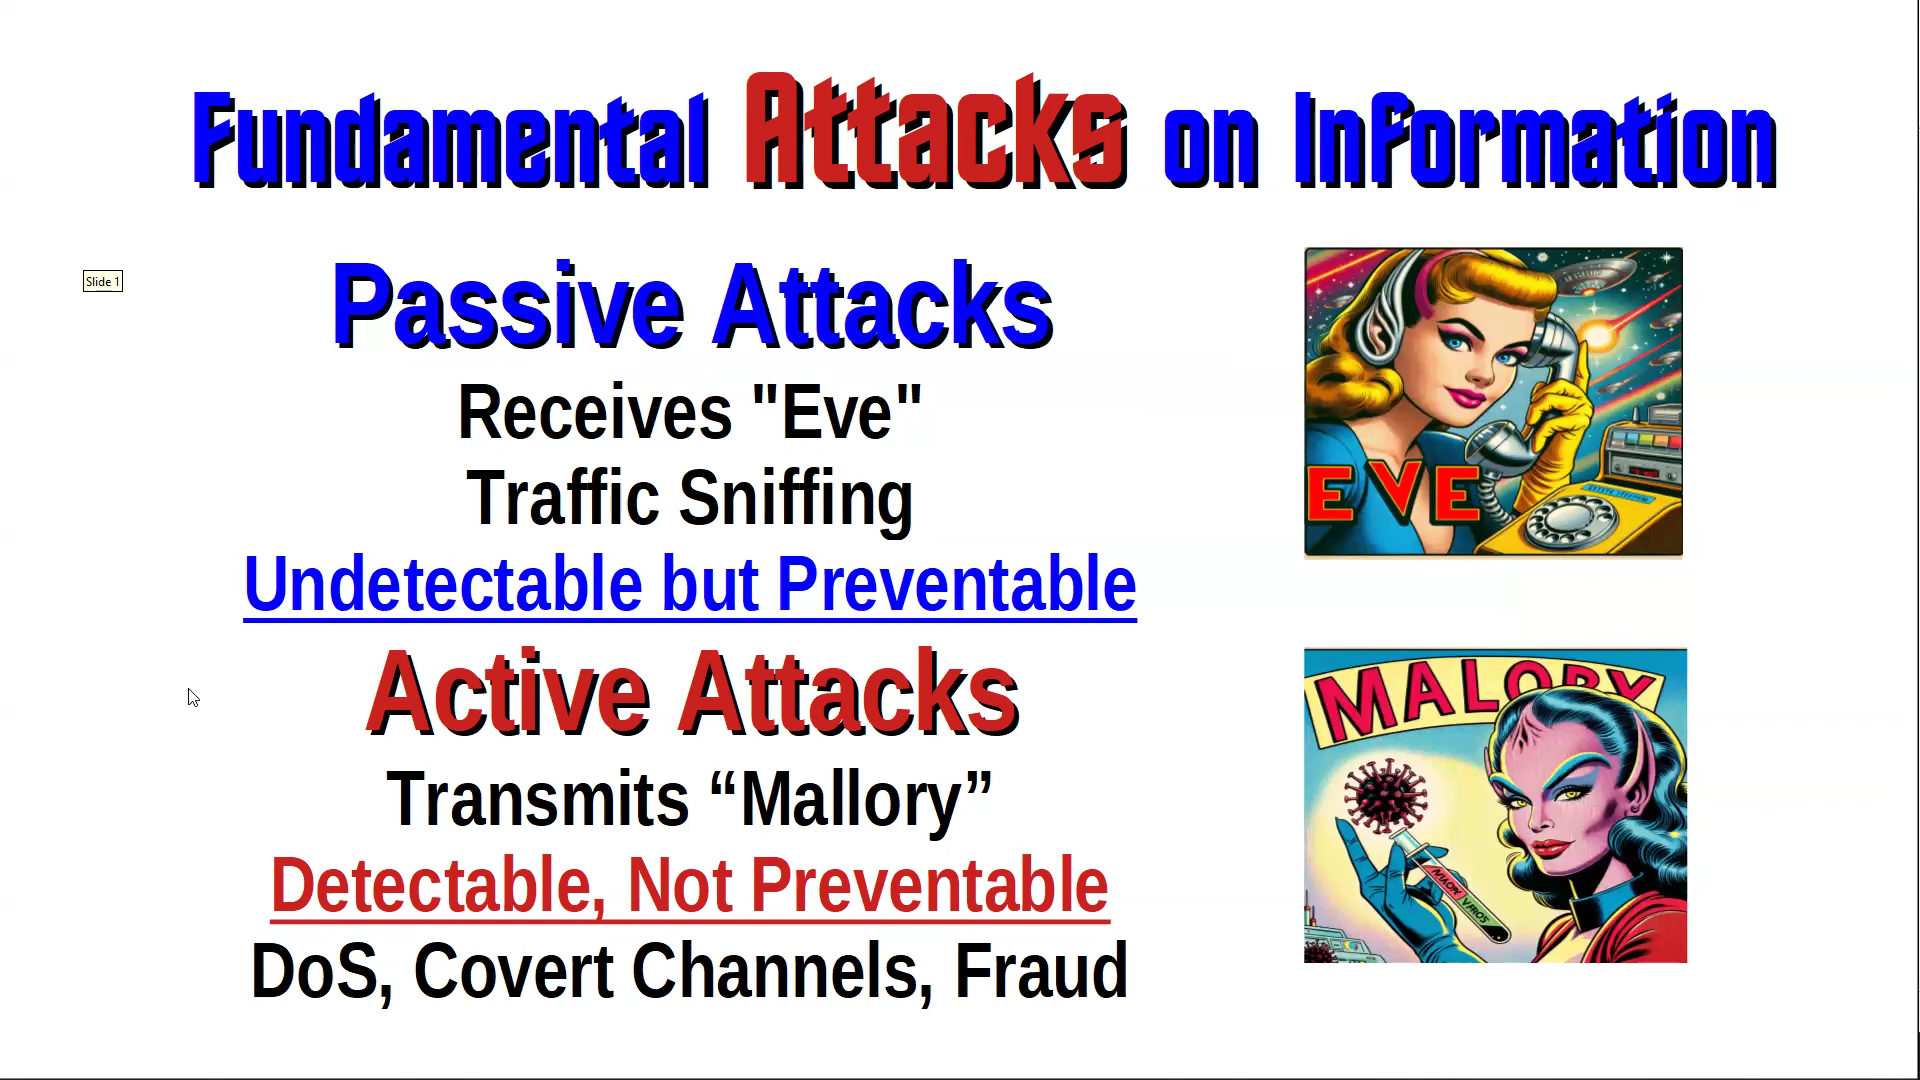 Fundamental Attacks on Information
Slide 1
Passive Attacks
Receives "Eve"
Traffic Sniffing
Undetectable but Preventable
EVE
Active Attacks
Transmits “Mallory”
Detectable, Not Preventable
DoS, Covert Channels, Fraud
MALORY